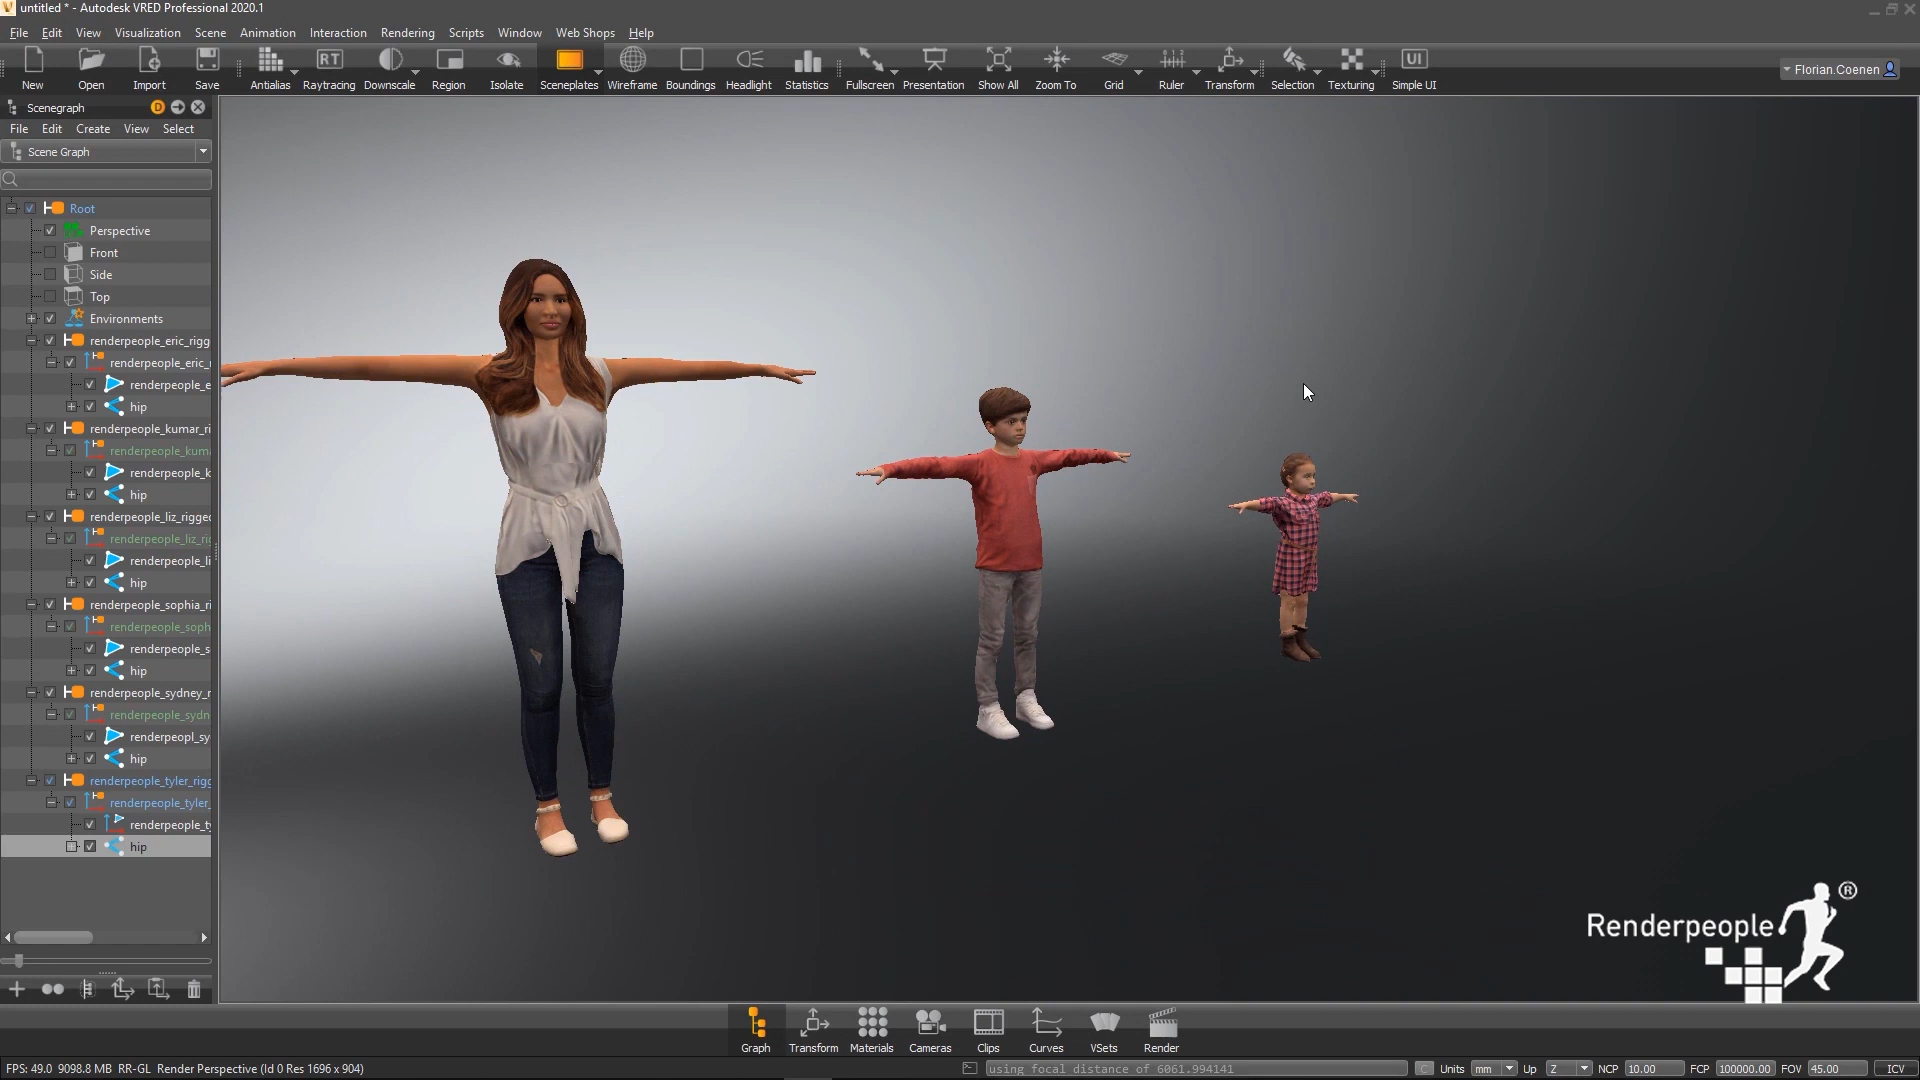 untitled * - Autodesk VRED Professional 2020.1
File Edit View Visualization Scene Animation Interaction Rendering Scripts Window Web Shops Help
New Open Import Save Antialias Raytracing Downscale Region Isolate Sceneplates Wireframe Boundings Headlight Statistics Fullscreen Presentation Show All Zoom To Grid Ruler Transform Selection Texturing Simple UI
RT
UI
Florian.Coenen
Scenegraph D
File Edit Create View Select
Scene Graph
Root
Perspective
Front
Side
Top
Environments
renderpeople_eric_rigg
renderpeople_eric_
renderpeople_e
hip
renderpeople_kumar_ri
renderpeople_kuma
renderpeople_k
hip
renderpeople_liz_rigged
renderpeople_liz_rig
renderpeople_li
hip
renderpeople_sophia_ri
renderpeople_soph
renderpeople_s
hip
renderpeople_sydney_r
renderpeople_sydn
renderpeopl_sy
hip
renderpeople_tyler_rigg
renderpeople_tyler_
renderpeople_ty
hip
Renderpeople ®
Graph Transform Materials Cameras Clips Curves VSets Render
FPS: 49.0 9098.8 MB RR-GL Render Perspective (Id 0 Res 1696 x 904)
using focal distance of 6061.994141
C Units mm Up Z NCP 10.00 FCP 100000.00 FOV 45.00 ICV